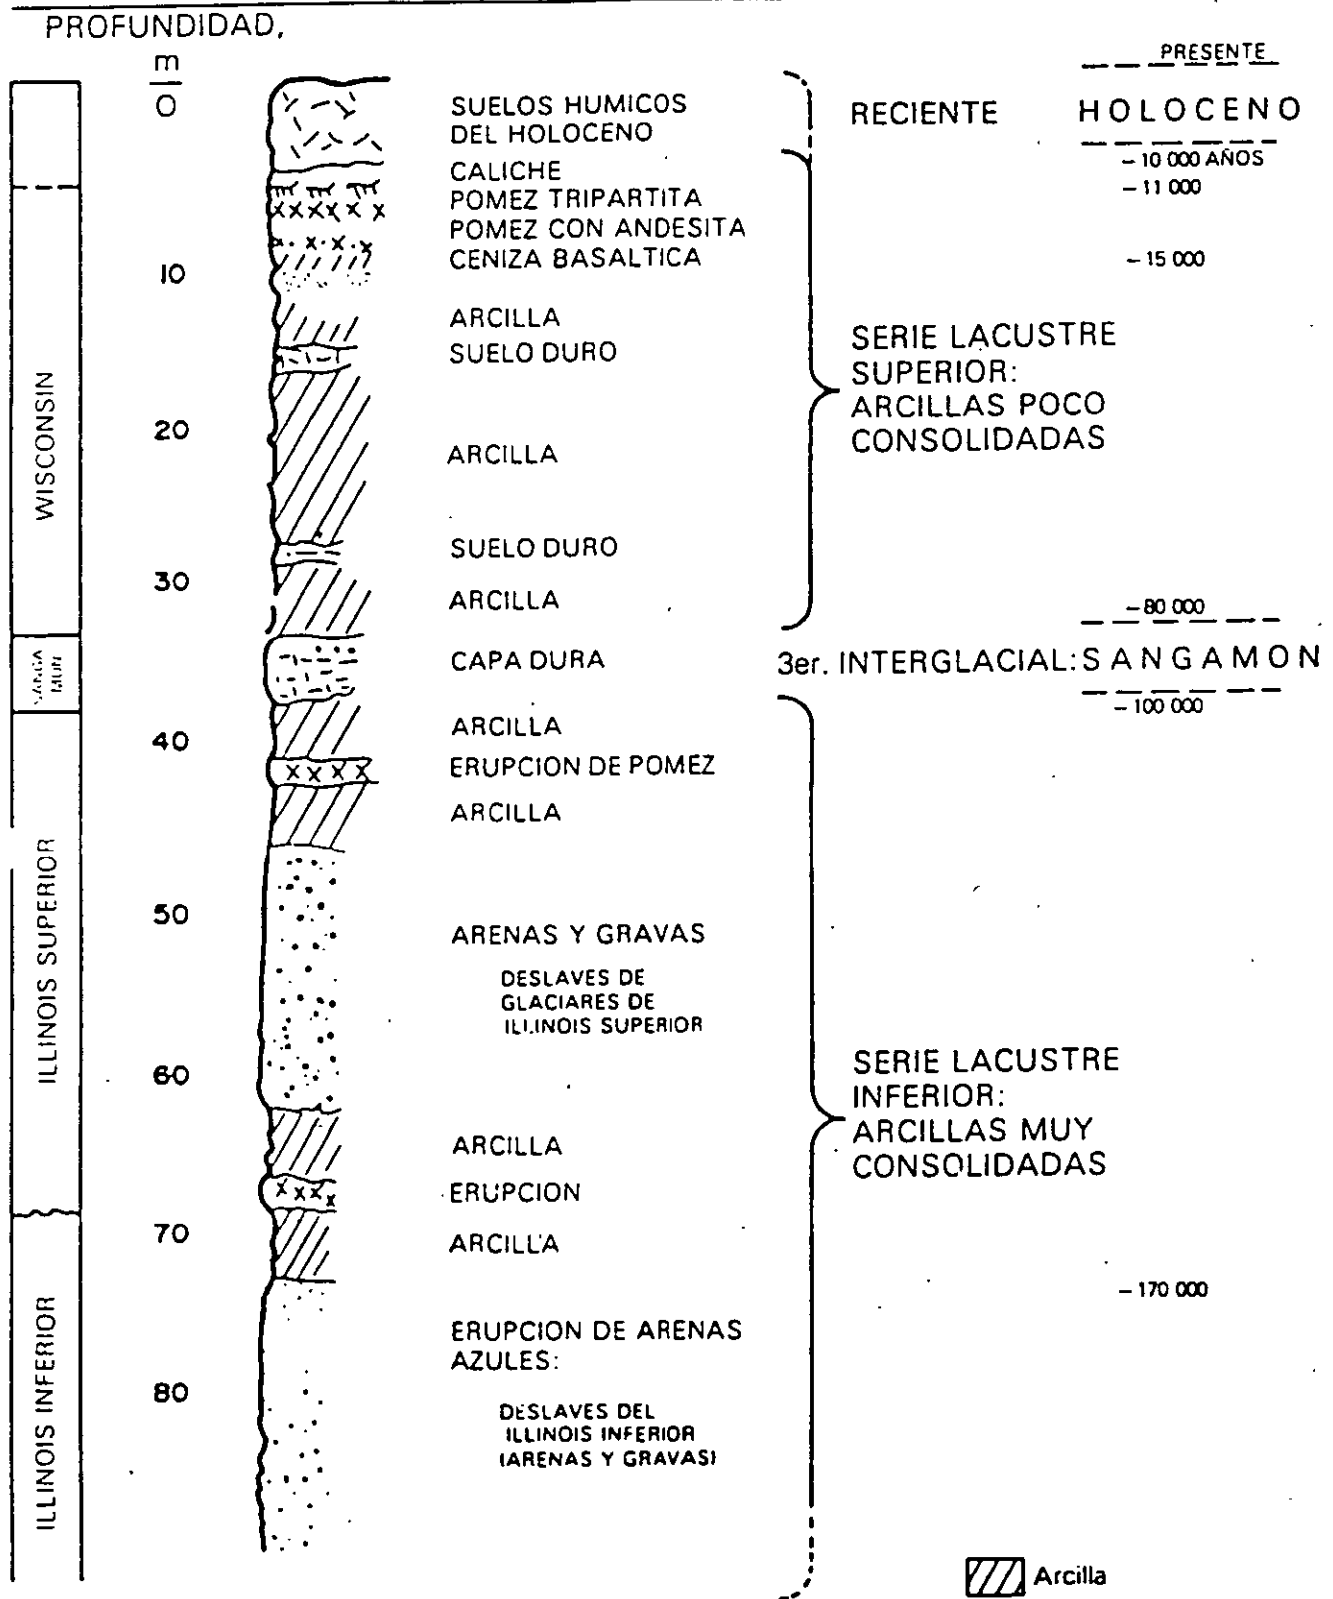 PROFUNDIDAD,
m
0
10
20
30
40
50
60
70
80
WISCONSIN
SANGA
MON
ILLINOIS SUPERIOR
ILLINOIS INFERIOR
SUELOS HUMICOS
DEL HOLOCENO
CALICHE
POMEZ TRIPARTITA
POMEZ CON ANDESITA
CENIZA BASALTICA
ARCILLA
SUELO DURO
ARCILLA
SUELO DURO
ARCILLA
CAPA DURA
ARCILLA
ERUPCION DE POMEZ
ARCILLA
ARENAS Y GRAVAS
DESLAVES DE
GLACIARES DE
ILLINOIS SUPERIOR
ARCILLA
ERUPCION
ARCILLA
ERUPCION DE ARENAS
AZULES:
DESLAVES DEL
ILLINOIS INFERIOR
(ARENAS Y GRAVAS)
RECIENTE
SERIE LACUSTRE
SUPERIOR:
ARCILLAS POCO
CONSOLIDADAS
3er. INTERGLACIAL: SANGAMON
SERIE LACUSTRE
INFERIOR:
ARCILLAS MUY
CONSOLIDADAS
PRESENTE
HOLOCENO
– 10 000 AÑOS
– 11 000
– 15 000
– 80 000
– 100 000
– 170 000
Arcilla